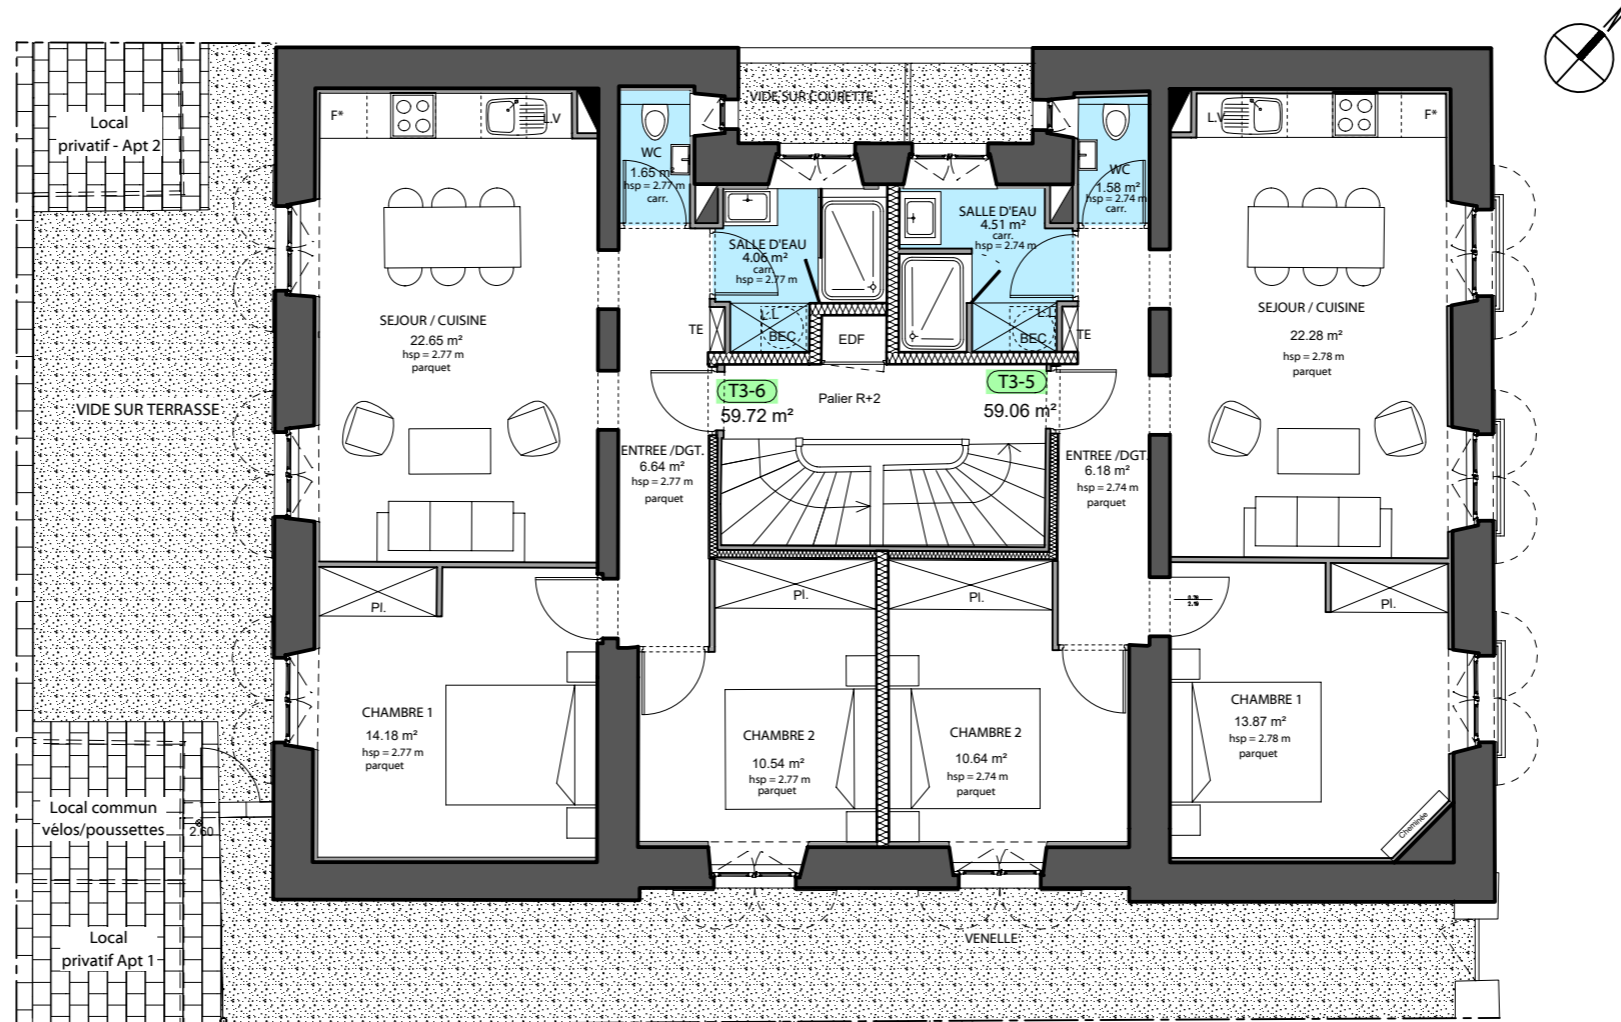 Local
privatif - Apt 2
VIDE SUR TERRASSE
Local commun
vélos/poussettes
2.60
Local
privatif Apt 1
F*
L.V
SEJOUR / CUISINE
22.65 m²
hsp = 2.77 m
parquet
Pl.
CHAMBRE 1
14.18 m²
hsp = 2.77 m
parquet
WC
1.65 m²
hsp = 2.77 m
carr.
VIDE SUR COURETTE
SALLE D'EAU
4.06 m²
carr.
hsp = 2.77 m
TE
L.L
BEC
EDF
T3-6
59.72 m²
Palier R+2
T3-5
59.06 m²
ENTREE /DGT.
6.64 m²
hsp = 2.77 m
parquet
Pl.
CHAMBRE 2
10.54 m²
hsp = 2.77 m
parquet
SALLE D'EAU
4.51 m²
carr.
hsp = 2.74 m
L.L
BEC
TE
WC
1.58 m²
hsp = 2.74 m
carr.
ENTREE /DGT.
6.18 m²
hsp = 2.74 m
parquet
Pl.
CHAMBRE 2
10.64 m²
hsp = 2.74 m
parquet
L.V
F*
SEJOUR / CUISINE
22.28 m²
hsp = 2.78 m
parquet
Pl.
CHAMBRE 1
13.87 m²
hsp = 2.78 m
parquet
Cheminée
VENELLE